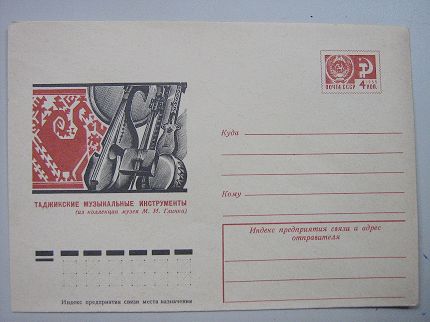 ПОЧТА СССР
1966
4
КОП.
Куда
ТАДЖИКСКИЕ МУЗЫКАЛЬНЫЕ ИНСТРУМЕНТЫ
(из коллекции музея М. И. Глинки)
Кому
Индекс предприятия связи и адрес
отправителя
Индекс предприятия связи места назначения